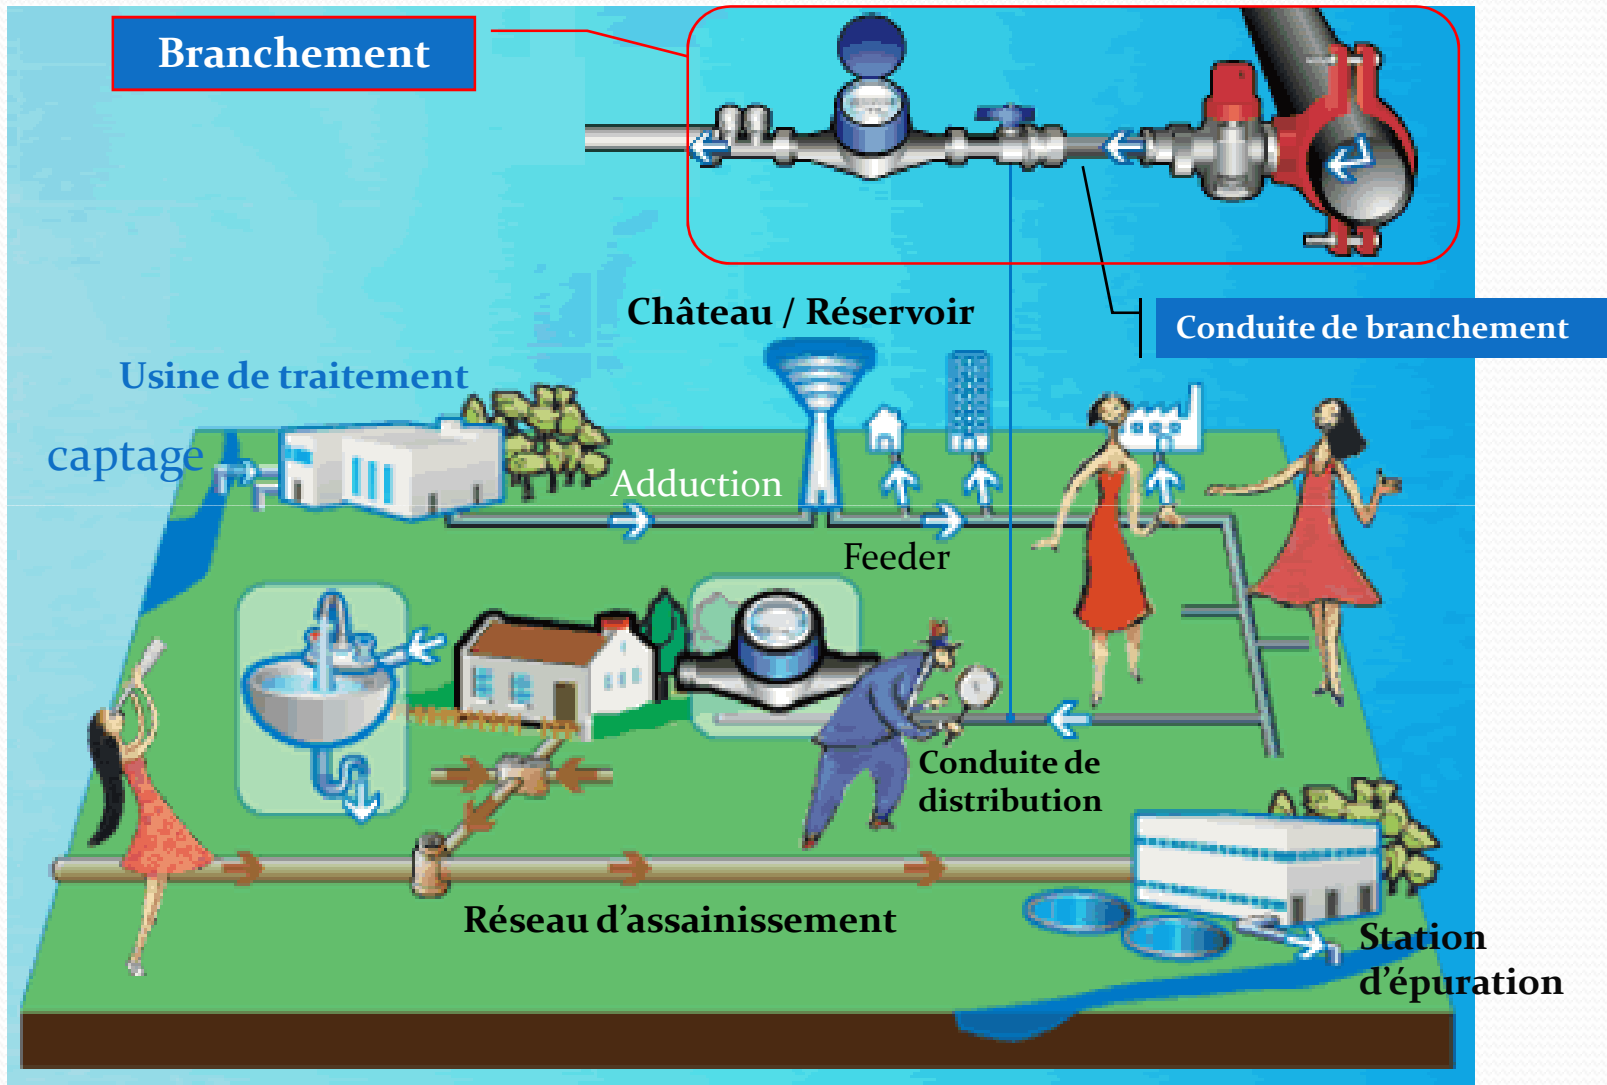 Branchement
Château / Réservoir
Conduite de branchement
Usine de traitement
captage
Adduction
Feeder
Conduite de
distribution
Réseau d’assainissement
Station
d’épuration